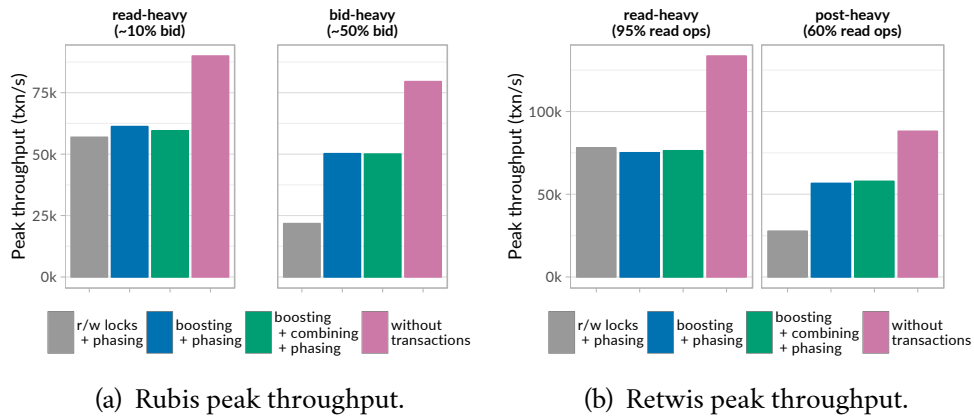 read-heavy
(~10% bid)
bid-heavy
(~50% bid)
Peak throughput (txn/s)
75k
50k
25k
0k
r/w locks
+ phasing
boosting
+ phasing
boosting
+ combining
+ phasing
without
transactions
(a) Rubis peak throughput.
read-heavy
(95% read ops)
post-heavy
(60% read ops)
Peak throughput (txn/s)
100k
50k
0k
r/w locks
+ phasing
boosting
+ phasing
boosting
+ combining
+ phasing
without
transactions
(b) Retwis peak throughput.